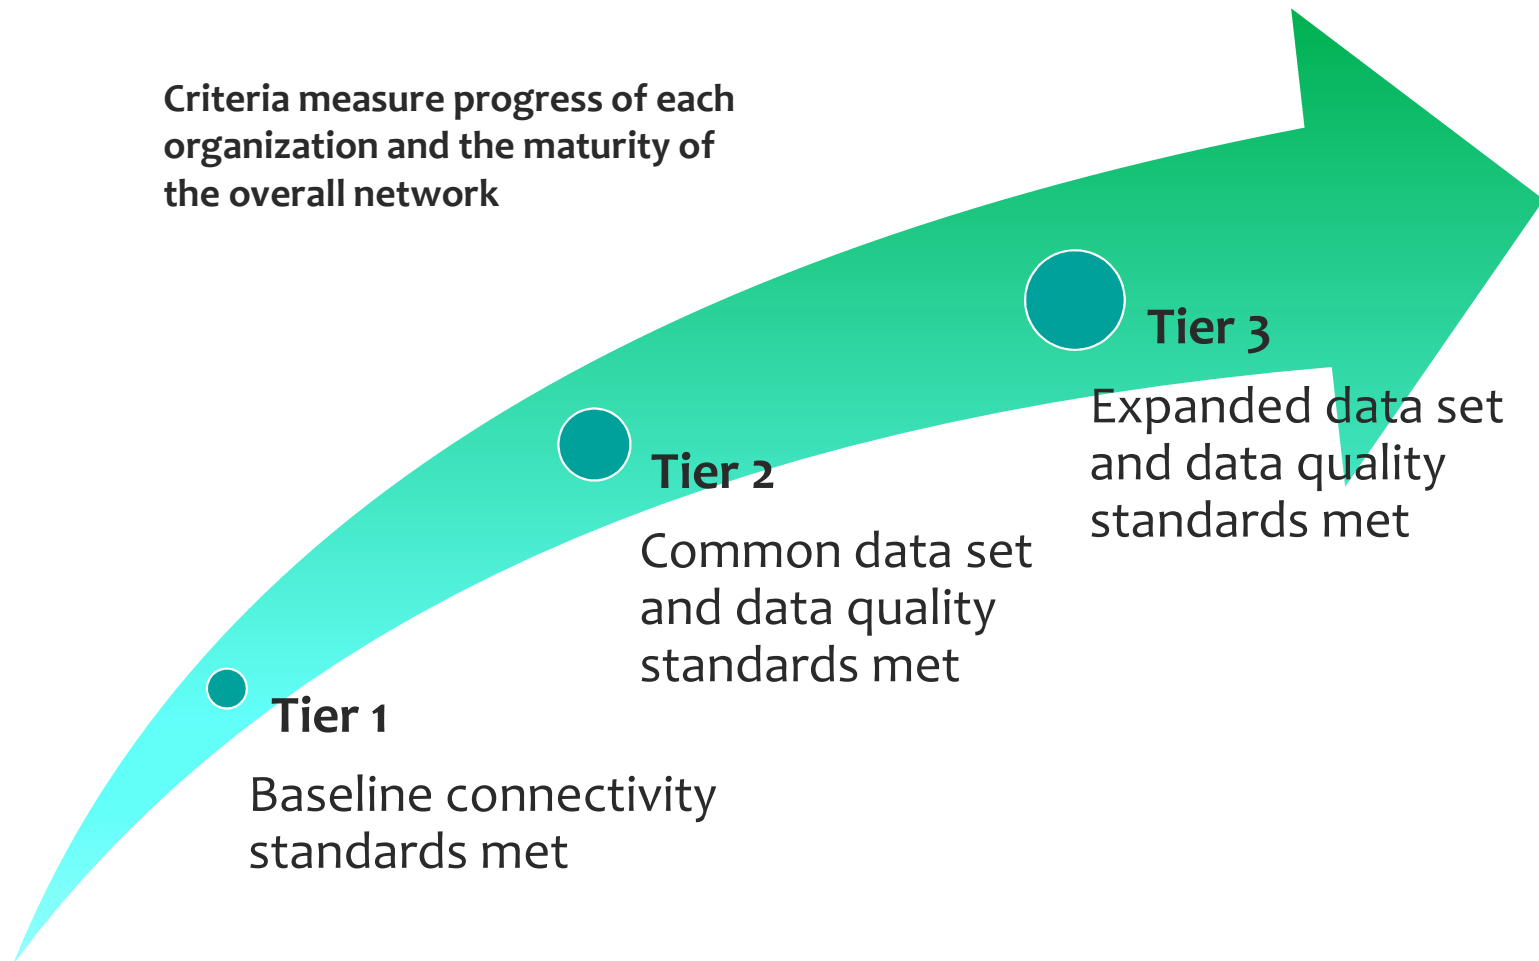 Criteria measure progress of each
organization and the maturity of
the overall network
Tier 3
Expanded data set
and data quality
standards met
Tier 2
Common data set
and data quality
standards met
Tier 1
Baseline connectivity
standards met